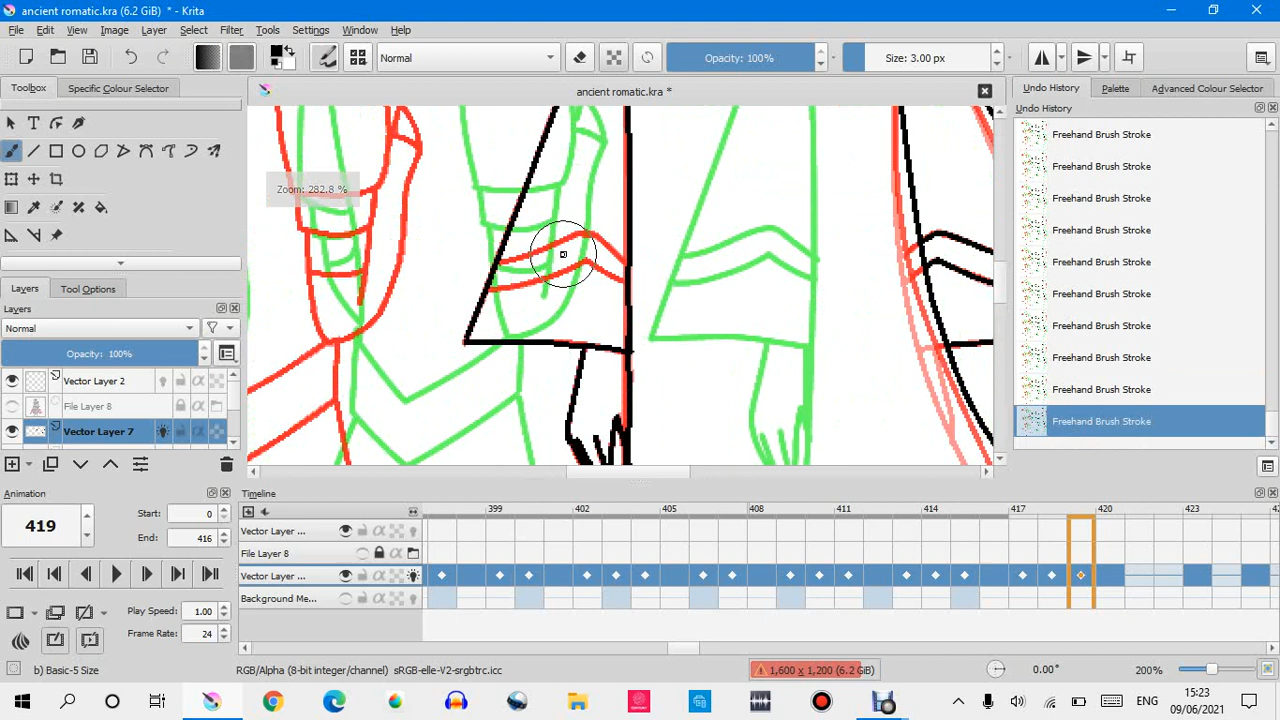 ancient romatic.kra (6.2 GiB) * - Krita
File Edit View Image Layer Select Filter Tools Settings Window Help
Normal
Opacity: 100%
Size: 3.00 px
Toolbox
Specific Colour Selector
ancient romatic.kra *
Undo History
Palette
Advanced Colour Selector
Undo History
Freehand Brush Stroke
Freehand Brush Stroke
Freehand Brush Stroke
Freehand Brush Stroke
Freehand Brush Stroke
Freehand Brush Stroke
Freehand Brush Stroke
Freehand Brush Stroke
Freehand Brush Stroke
Freehand Brush Stroke
Zoom: 282.8 %
Layers
Tool Options
Layers
Normal
Opacity: 100%
Vector Layer 2
File Layer 8
Vector Layer 7
Animation
419
Start: 0
End: 416
Play Speed: 1.00
Frame Rate: 24
Timeline
399 402 405 408 411 414 417 420 423 42
Vector Layer ...
File Layer 8
Vector Layer ...
Background Me...
b) Basic-5 Size
RGB/Alpha (8-bit integer/channel) sRGB-elle-V2-srgbtrc.icc
1,600 x 1,200 (6.2 GiB)
0.00°
200%
ENG
15:23
09/06/2021